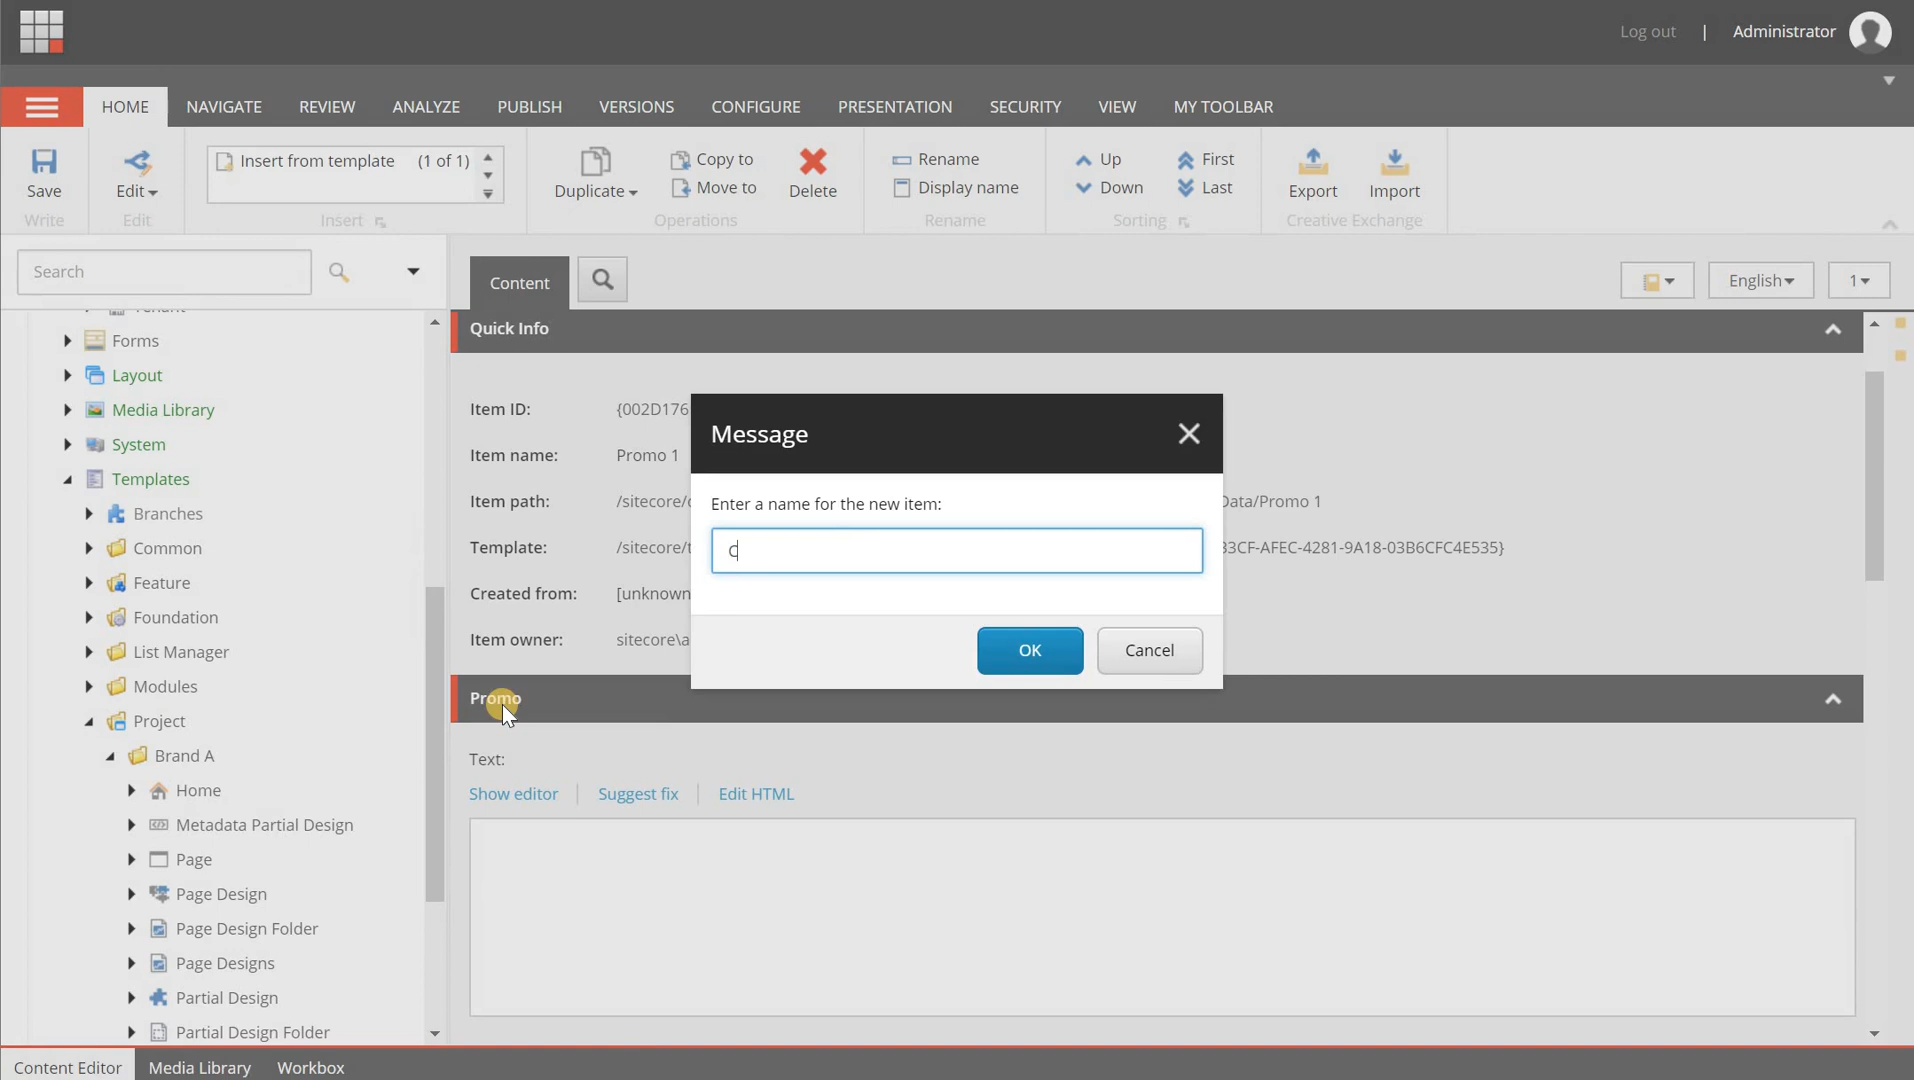 Log out | Administrator
HOME NAVIGATE REVIEW ANALYZE PUBLISH VERSIONS CONFIGURE PRESENTATION SECURITY VIEW MY TOOLBAR
Save
Write
Edit
Edit
Insert from template (1 of 1)
Insert
Duplicate
Copy to
Move to
Delete
Operations
Rename
Display name
Rename
Up
Down
First
Last
Sorting
Export
Import
Creative Exchange
Search
Forms
Layout
Media Library
System
Templates
Branches
Common
Feature
Foundation
List Manager
Modules
Project
Brand A
Home
Metadata Partial Design
Page
Page Design
Page Design Folder
Page Designs
Partial Design
Partial Design Folder
Content
English
1
Quick Info
Item ID: {002D176
Item name: Promo 1
Item path: /sitecore/ Data/Promo 1
Template: /sitecore/ 33CF-AFEC-4281-9A18-03B6CFC4E535}
Created from: [unknown
Item owner: sitecore\a
Message
Enter a name for the new item:
C
OK
Cancel
Promo
Text:
Show editor | Suggest fix | Edit HTML
Content Editor Media Library Workbox